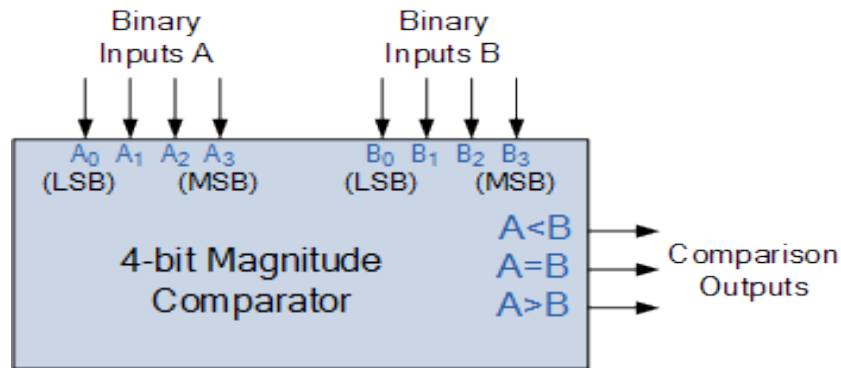 Binary
Inputs A
Binary
Inputs B
A₀ A₁ A₂ A₃
B₀ B₁ B₂ B₃
(LSB) (MSB)
(LSB) (MSB)
4-bit Magnitude
Comparator
A<B
A=B
A>B
Comparison
Outputs